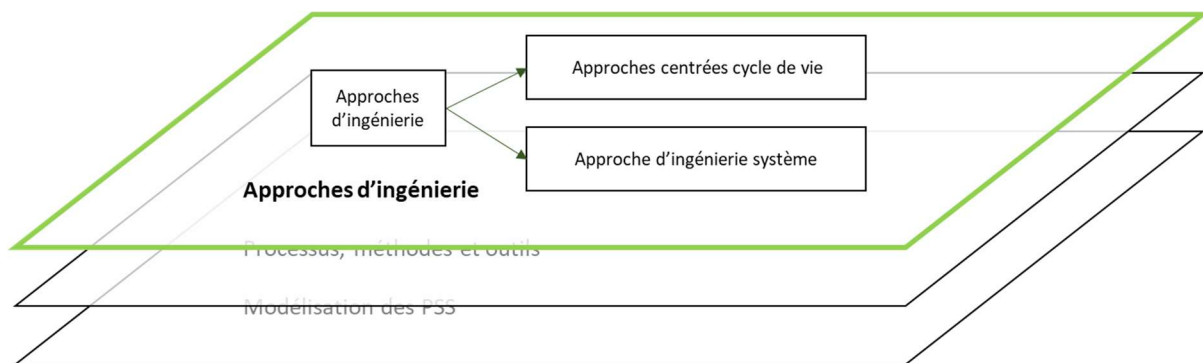 Approches centrées cycle de vie
Approches
d'ingénierie
Approche d'ingénierie système
Approches d'ingénierie
Processus, méthodes et outils
Modélisation des PSS